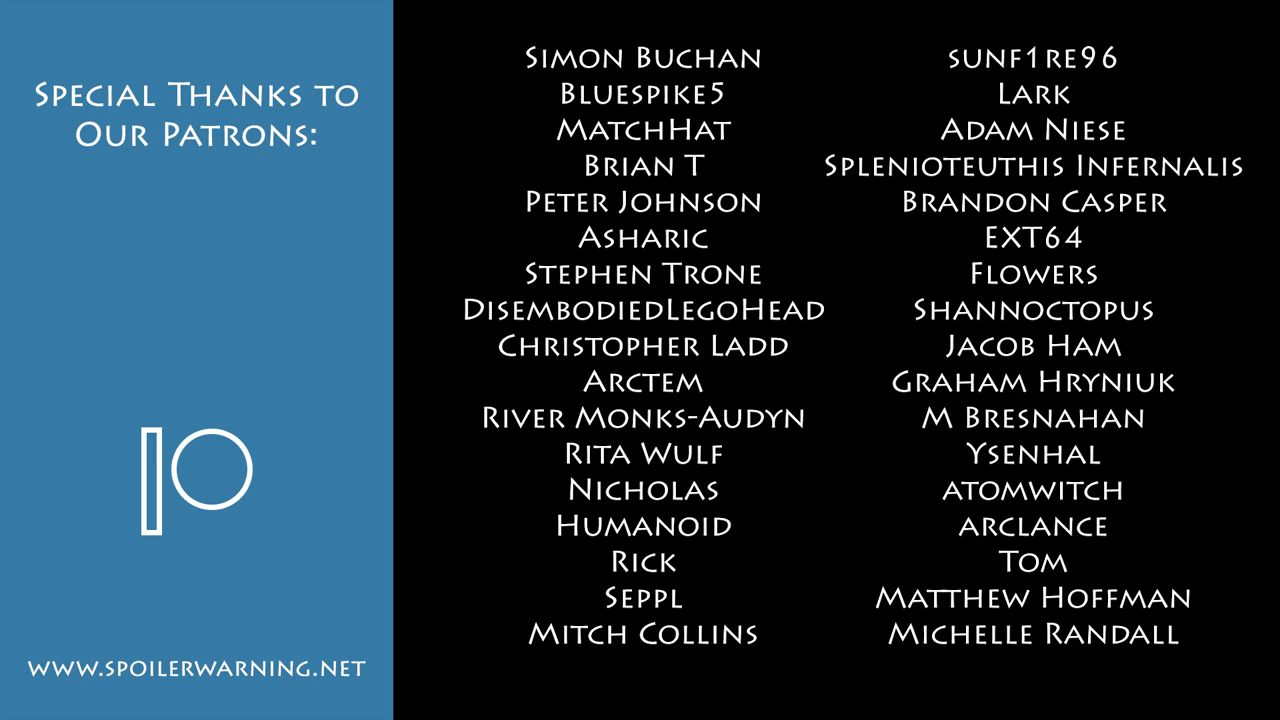 Special Thanks to
Our Patrons:
www.spoilerwarning.net
Simon Buchan
Bluespike5
MatchHat
Brian T
Peter Johnson
Asharic
Stephen Trone
DisembodiedLegoHead
Christopher Ladd
Arctem
River Monks-Audyn
Rita Wulf
Nicholas
Humanoid
Rick
Seppl
Mitch Collins
sunf1re96
Lark
Adam Niese
Splenioteuthis Infernalis
Brandon Casper
EXT64
Flowers
Shannoctopus
Jacob Ham
Graham Hryniuk
M Bresnahan
Ysenhal
atomwitch
arclance
Tom
Matthew Hoffman
Michelle Randall